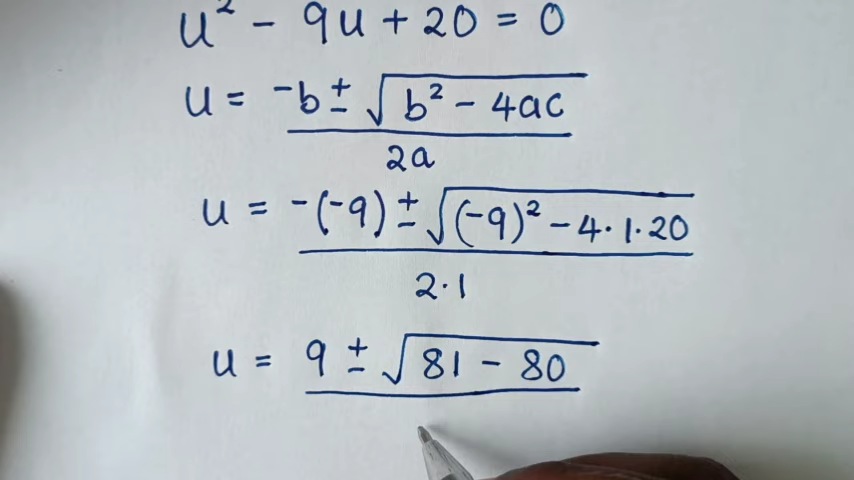 u² - 9u + 20 = 0
u = -b ± √(b² - 4ac)
2a
u = -(-9) ± √((-9)² - 4·1·20)
2·1
u = 9 ± √(81 - 80)